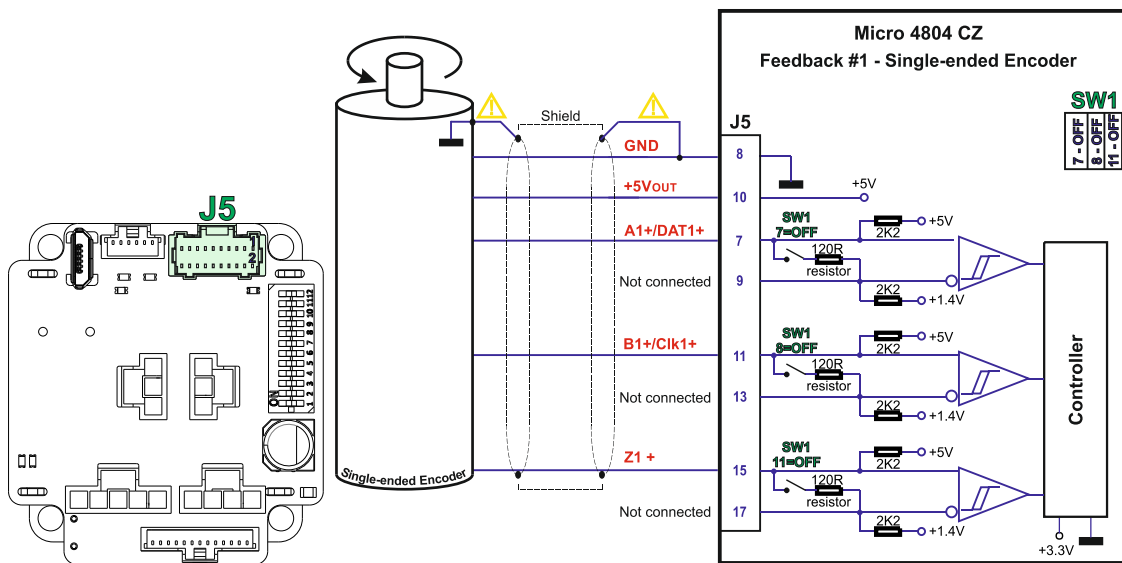 J5
1
2
12
11
10
9
8
7
6
5
4
3
2
1
ON
Single-ended Encoder
Shield
GND
+5VOUT
A1+/DAT1+
Not connected
B1+/Clk1+
Not connected
Z1 +
Not connected
Micro 4804 CZ
Feedback #1 - Single-ended Encoder
SW1
7 - OFF
8 - OFF
11 - OFF
J5
8
10
7
9
11
13
15
17
+5V
SW1
7=OFF
120R
resistor
2K2
+5V
2K2
+1.4V
SW1
8=OFF
120R
resistor
2K2
+5V
2K2
+1.4V
SW1
11=OFF
120R
resistor
2K2
+5V
2K2
+1.4V
Controller
+3.3V